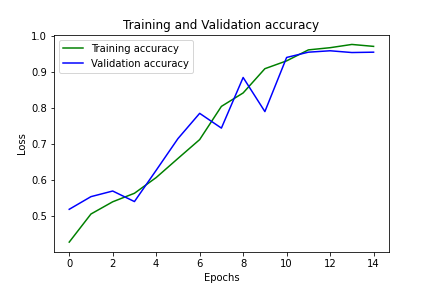 Training and Validation accuracy
Training accuracy
Validation accuracy
1.0
0.9
0.8
0.7
0.6
0.5
Loss
0 2 4 6 8 10 12 14
Epochs